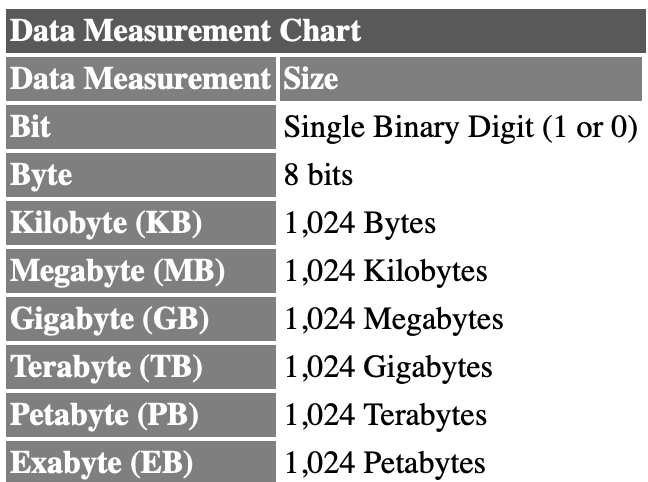 Data Measurement Chart
Data Measurement Size
Bit Single Binary Digit (1 or 0)
Byte 8 bits
Kilobyte (KB) 1,024 Bytes
Megabyte (MB) 1,024 Kilobytes
Gigabyte (GB) 1,024 Megabytes
Terabyte (TB) 1,024 Gigabytes
Petabyte (PB) 1,024 Terabytes
Exabyte (EB) 1,024 Petabytes